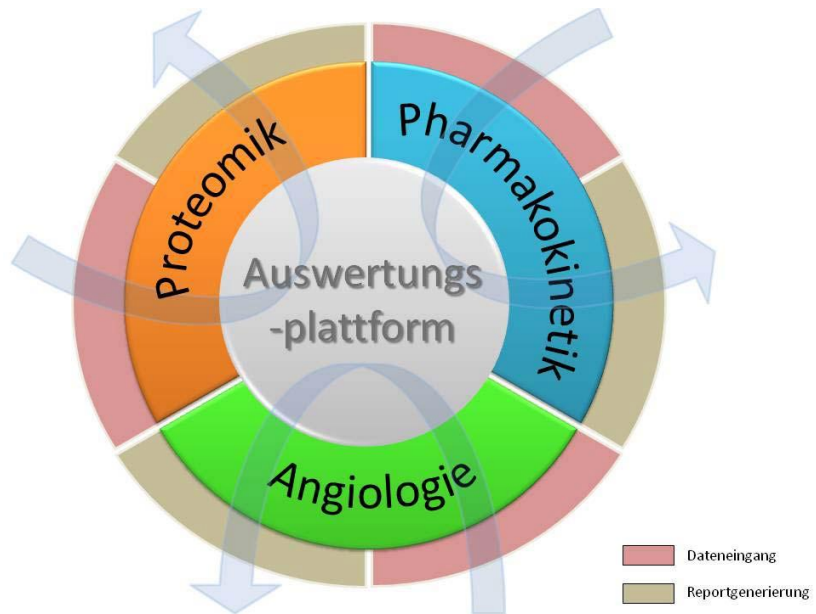 Proteomik
Pharmakokinetik
Auswertungs
-plattform
Angiologie
Dateneingang
Reportgenerierung